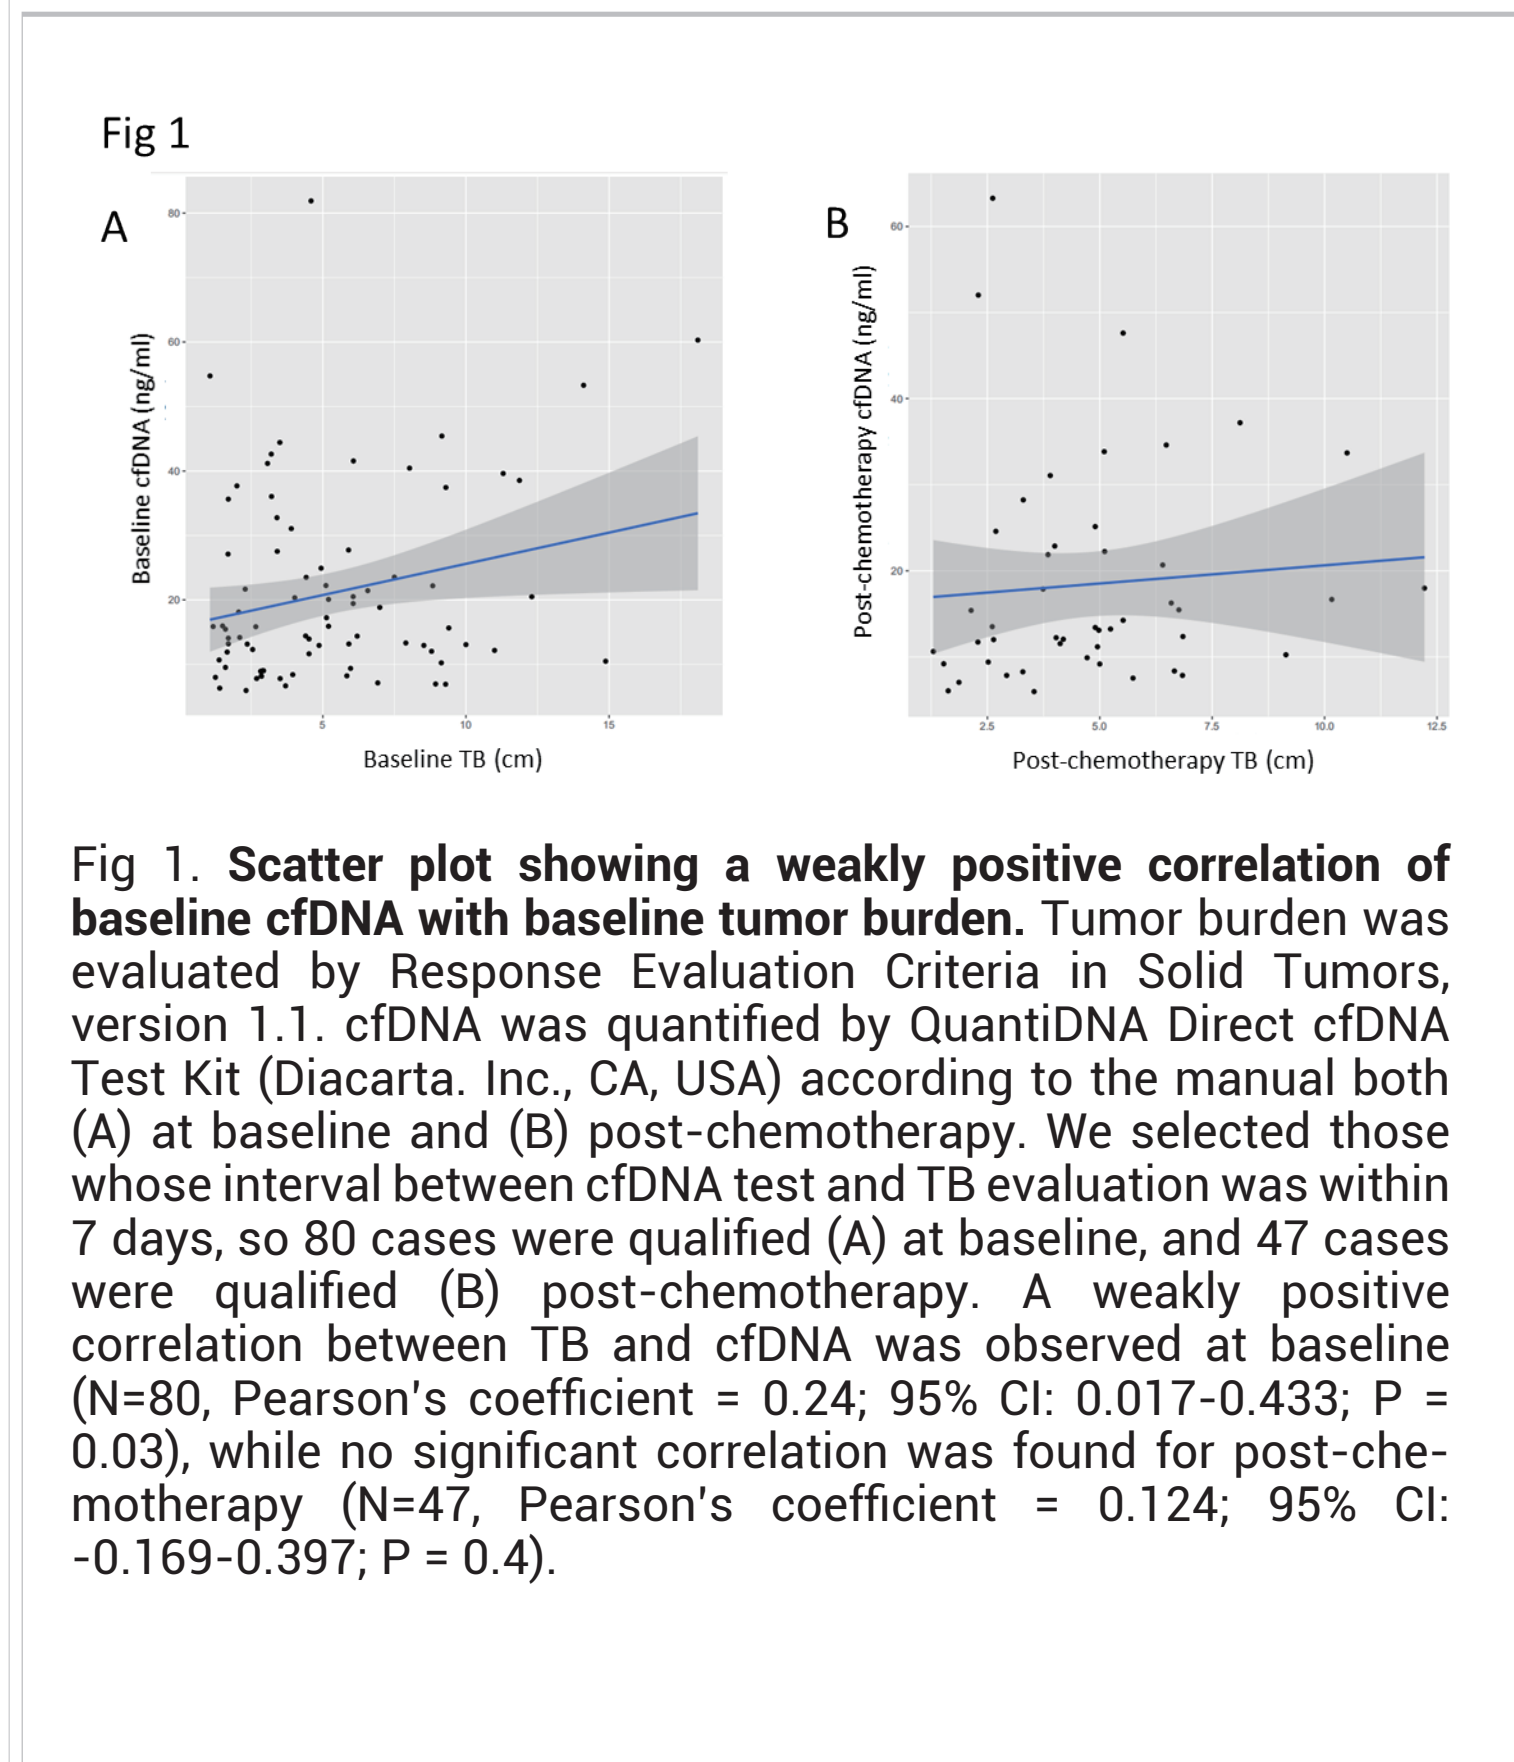 Fig 1
A
80
60
40
20
Baseline cfDNA (ng/ml)
5 10 15
Baseline TB (cm)
B
60
40
20
Post-chemotherapy cfDNA (ng/ml)
2.5 5.0 7.5 10.0 12.5
Post-chemotherapy TB (cm)
Fig 1. Scatter plot showing a weakly positive correlation of
baseline cfDNA with baseline tumor burden. Tumor burden was
evaluated by Response Evaluation Criteria in Solid Tumors,
version 1.1. cfDNA was quantified by QuantiDNA Direct cfDNA
Test Kit (Diacarta. Inc., CA, USA) according to the manual both
(A) at baseline and (B) post-chemotherapy. We selected those
whose interval between cfDNA test and TB evaluation was within
7 days, so 80 cases were qualified (A) at baseline, and 47 cases
were qualified (B) post-chemotherapy. A weakly positive
correlation between TB and cfDNA was observed at baseline
(N=80, Pearson's coefficient = 0.24; 95% CI: 0.017-0.433; P =
0.03), while no significant correlation was found for post-che-
motherapy (N=47, Pearson's coefficient = 0.124; 95% CI:
-0.169-0.397; P = 0.4).